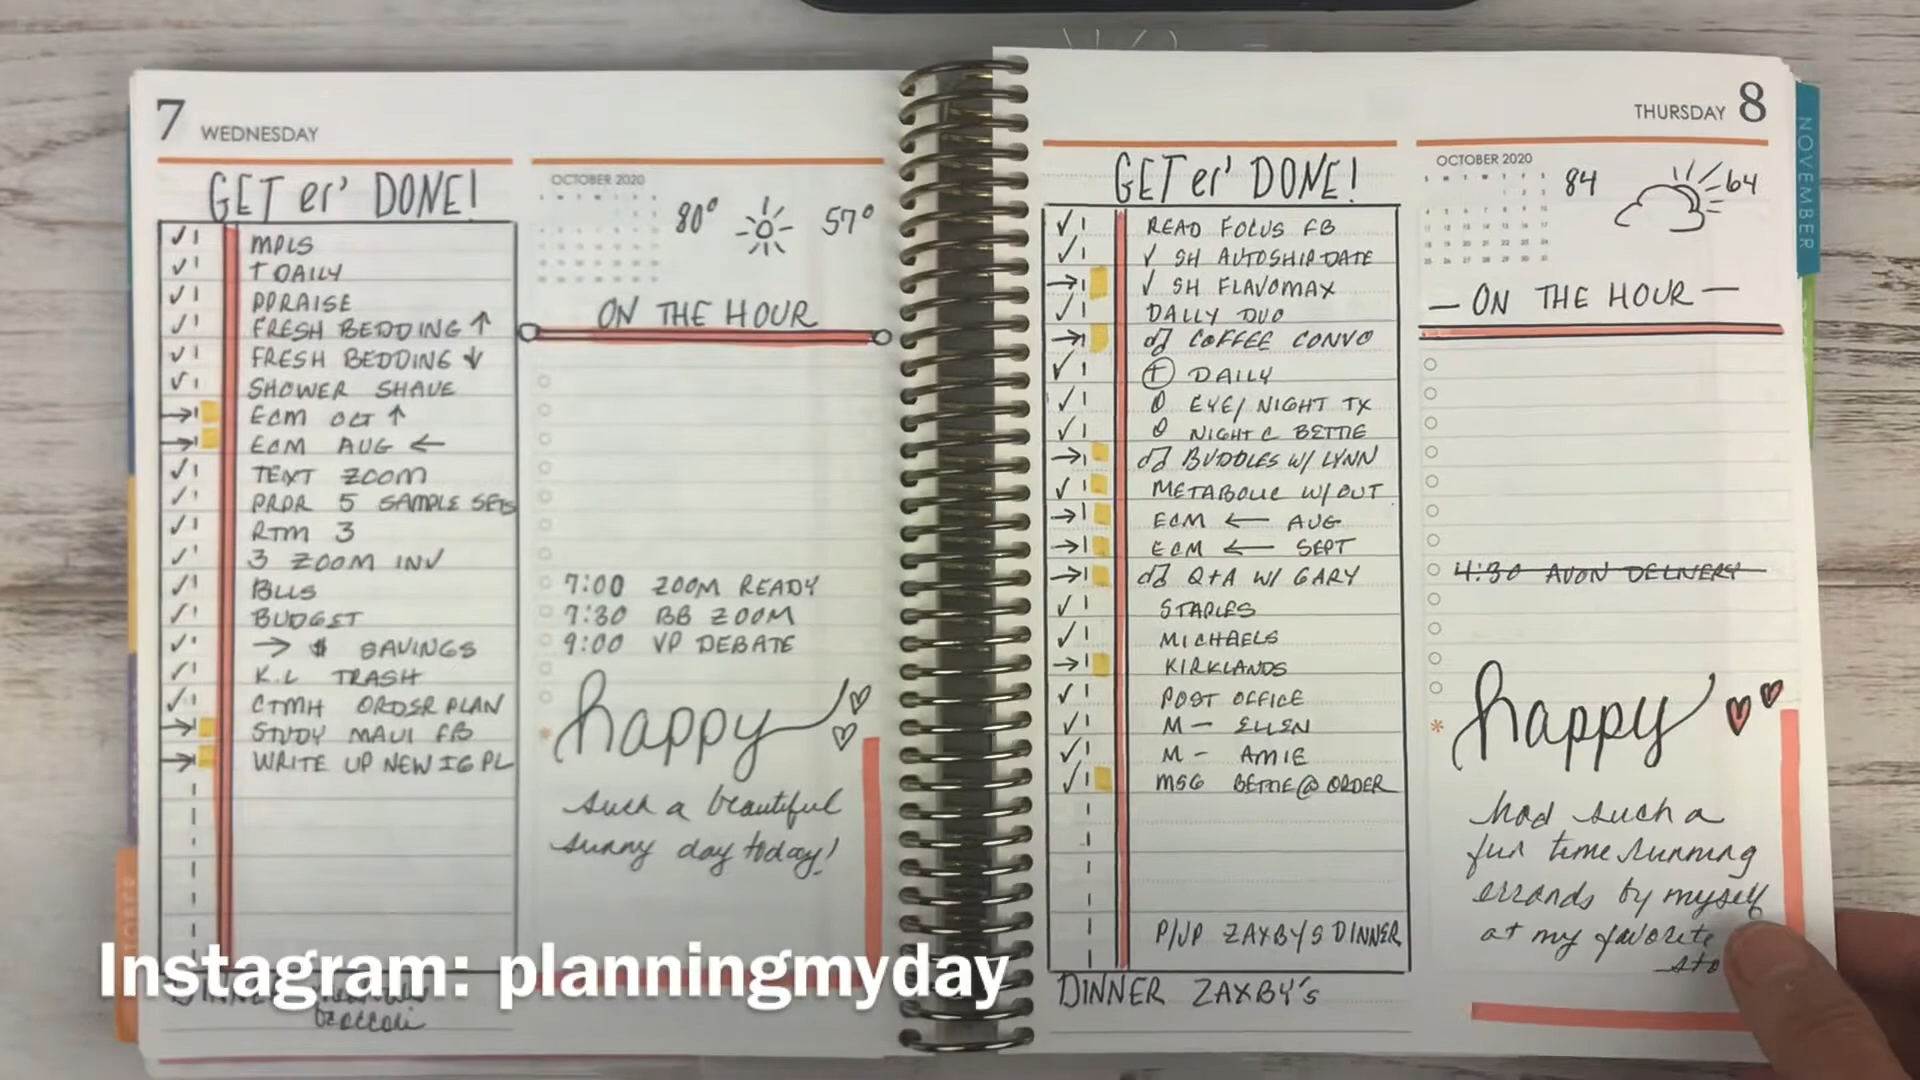 7 WEDNESDAY
GET er' DONE!
✓ MPLS
✓ T DAILY
✓ PPRAISE
✓ FRESH BEDDING ↑
✓ FRESH BEDDING ↓
✓ SHOWER SHAVE
→ ECM OCT ↑
→ ECM AUG ←
✓ TEXT ZOOM
✓ PRPR 5 SAMPLE SETS
✓ RTM 3
✓ 3 ZOOM INV
✓ BILLS
✓ BUDGET
✓ → $ SAVINGS
✓ K.L TRASH
✓ CTMH ORDER PLAN
→ STUDY MAUI FB
→ WRITE UP NEW IG PL
DINNER
broccoli
OCTOBER 2020
80° 57°
ON THE HOUR
7:00 ZOOM READY
7:30 BB ZOOM
9:00 VP DEBATE
happy
such a beautiful
sunny day today!
THURSDAY 8
GET er' DONE!
✓ READ FOCUS FB
✓ ✓ SH AUTOSHIP DATE
→ ✓ SH FLAVOMAX
✓ DAILY DUO
→ COFFEE CONVO
✓ T DAILY
✓ EYE/ NIGHT TX
✓ NIGHT C BETTIE
→ BUBBLES W/ LYNN
✓ METABOLIC W/OUT
→ ECM ← AUG
→ ECM ← SEPT
→ Q+A W/ GARY
✓ STAPLES
✓ MICHAELS
→ KIRKLANDS
✓ POST OFFICE
✓ M - ELLEN
✓ M - AMIE
✓ MSG BETTIE @ ORDER
P/UP ZAXBY'S DINNER
DINNER ZAXBY'S
OCTOBER 2020
84 64
- ON THE HOUR -
4:30 AVON DELIVERY
happy
had such a
fun time running
errands by myself
at my favorite
NOVEMBER
Instagram: planningmyday